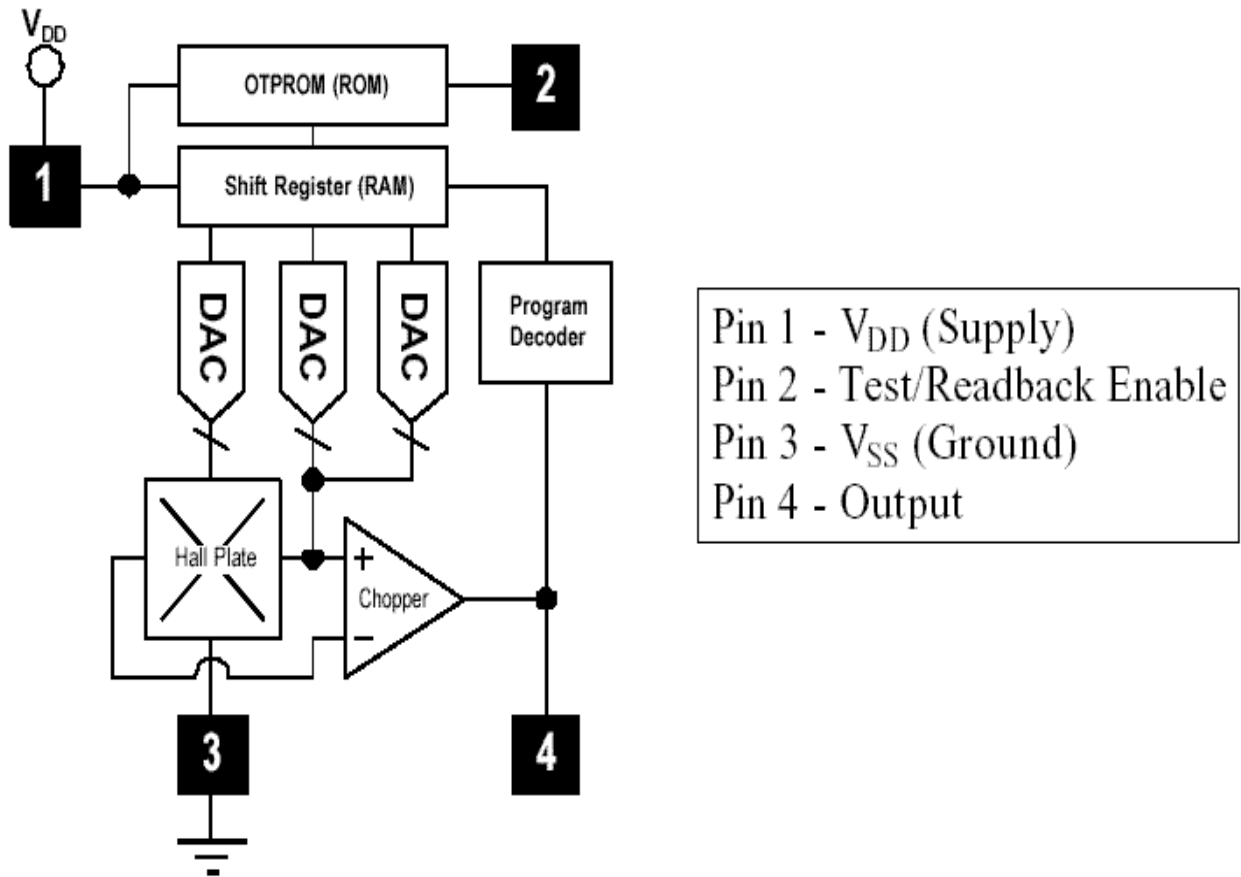 VDD
OTPROM (ROM)
2
1
Shift Register (RAM)
DAC
DAC
DAC
Program
Decoder
Hall Plate
+
Chopper
−
3
4
Pin 1 - VDD (Supply)
Pin 2 - Test/Readback Enable
Pin 3 - VSS (Ground)
Pin 4 - Output